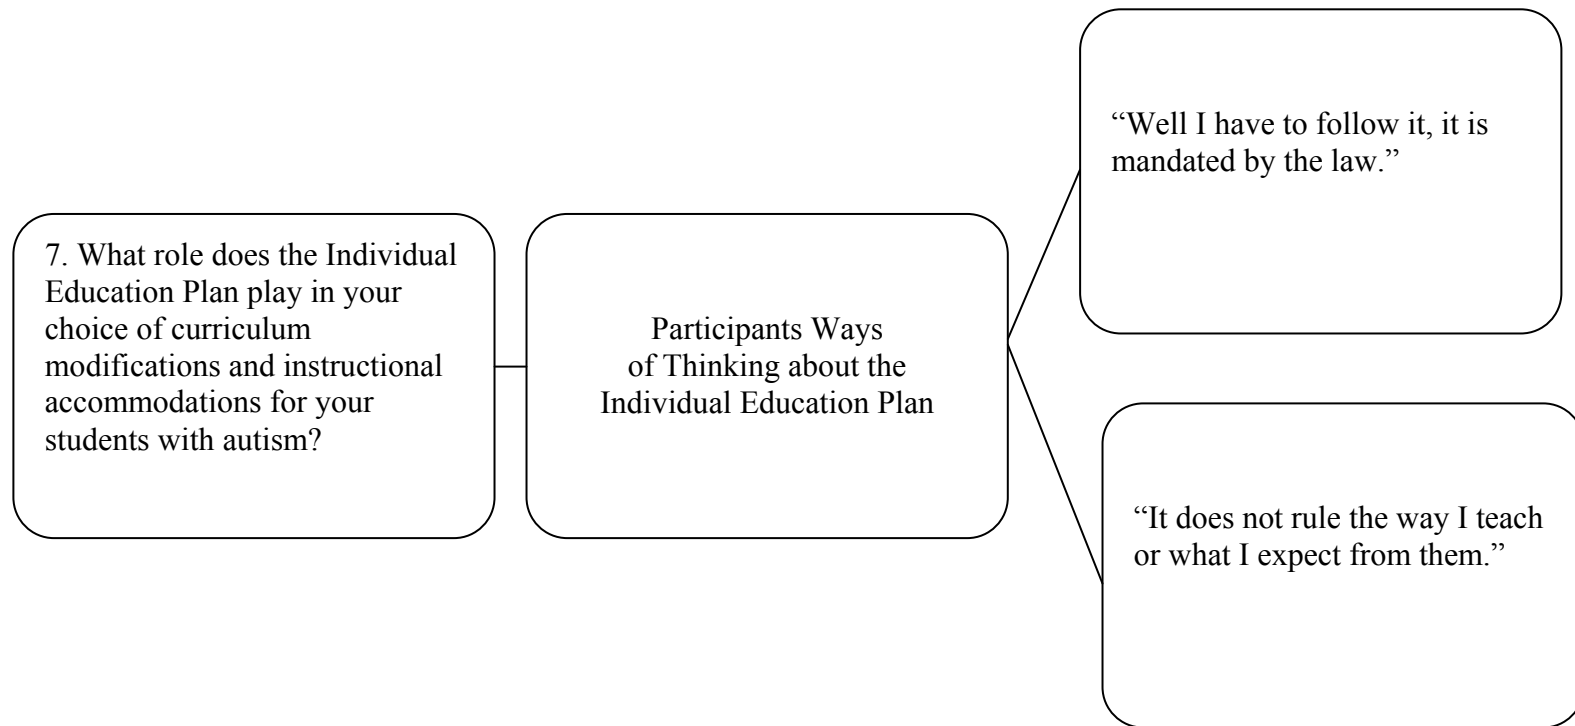 7. What role does the Individual
Education Plan play in your
choice of curriculum
modifications and instructional
accommodations for your
students with autism?
Participants Ways
of Thinking about the
Individual Education Plan
“Well I have to follow it, it is
mandated by the law.”
“It does not rule the way I teach
or what I expect from them.”